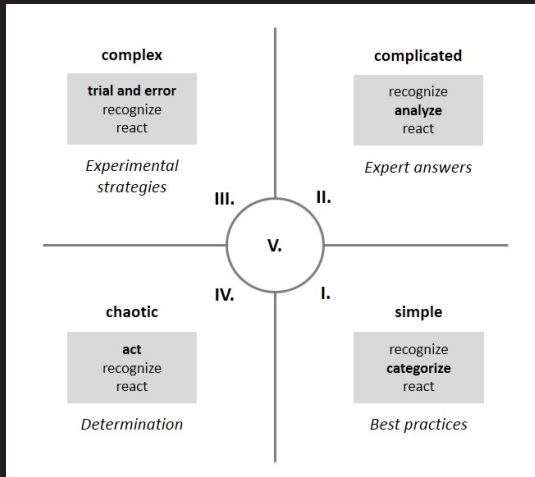 complex
trial and error
recognize
react
Experimental
strategies
complicated
recognize
analyze
react
Expert answers
III.
II.
V.
IV.
I.
chaotic
act
recognize
react
Determination
simple
recognize
categorize
react
Best practices